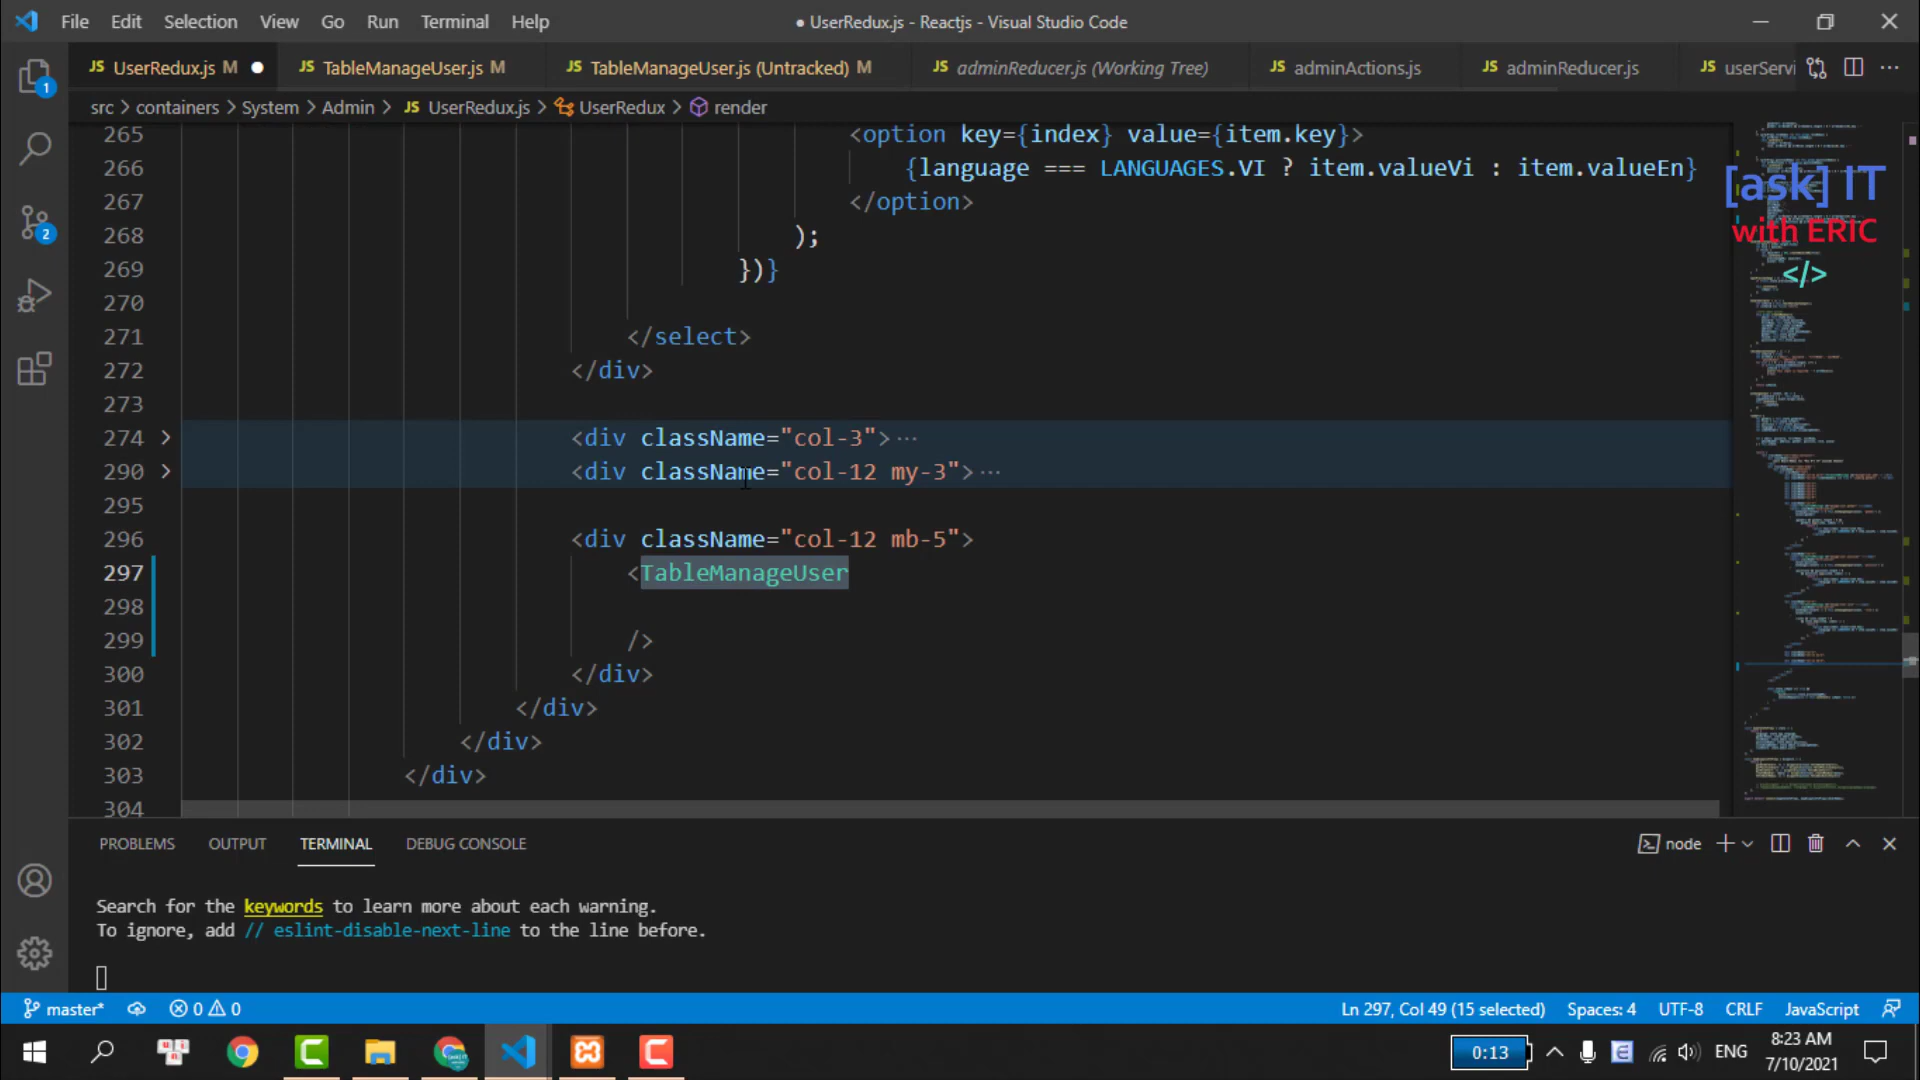 File Edit Selection View Go Run Terminal Help
● UserRedux.js - Reactjs - Visual Studio Code
JS UserRedux.js M ●
JS TableManageUser.js M
JS TableManageUser.js (Untracked) M
JS adminReducer.js (Working Tree)
JS adminActions.js
JS adminReducer.js
JS userServi
src > containers > System > Admin > JS UserRedux.js > UserRedux > render
265 <option key={index} value={item.key}>
266 {language === LANGUAGES.VI ? item.valueVi : item.valueEn}
267 </option>
268 );
269 })}
270
271 </select>
272 </div>
273
274 > <div className="col-3"> ···
290 > <div className="col-12 my-3"> ···
295
296 <div className="col-12 mb-5">
297 <TableManageUser
298
299 />
300 </div>
301 </div>
302 </div>
303 </div>
304
[ask] IT
with ERIC
</>
1
2
PROBLEMS OUTPUT TERMINAL DEBUG CONSOLE
node
Search for the keywords to learn more about each warning.
To ignore, add // eslint-disable-next-line to the line before.
master* 0 0
Ln 297, Col 49 (15 selected) Spaces: 4 UTF-8 CRLF JavaScript
0:13
ENG
8:23 AM
7/10/2021